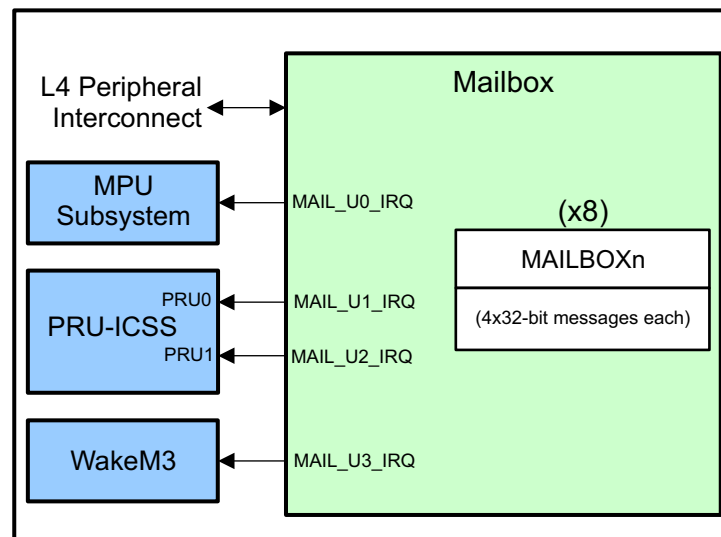 L4 Peripheral
Interconnect
Mailbox
MPU
Subsystem
MAIL_U0_IRQ
(x8)
MAILBOXn
(4x32-bit messages each)
PRU-ICSS
PRU0
MAIL_U1_IRQ
PRU1
MAIL_U2_IRQ
WakeM3
MAIL_U3_IRQ